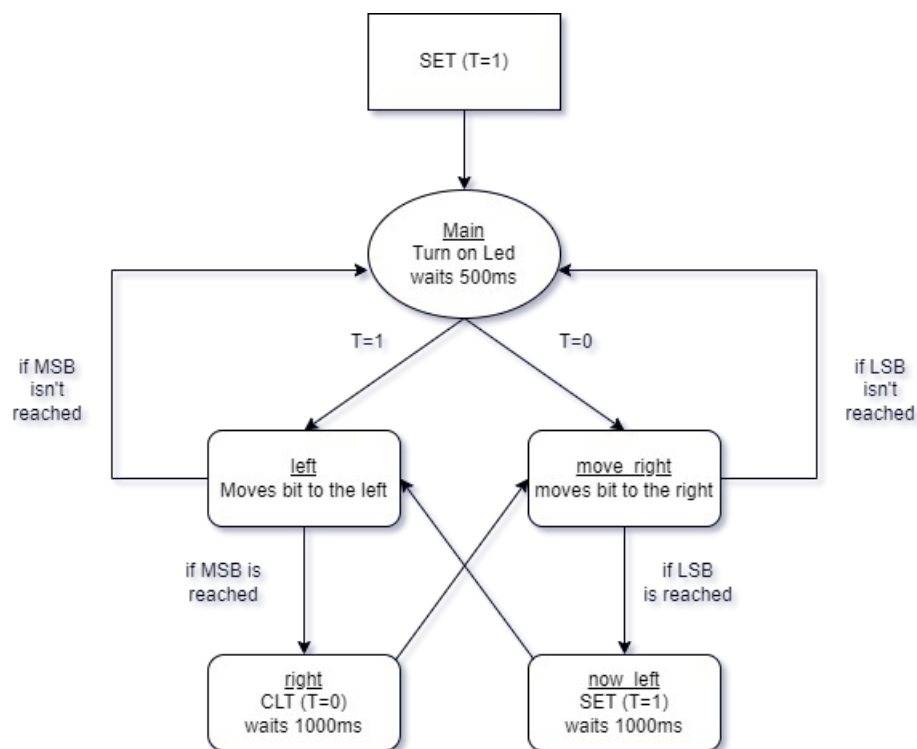 SET (T=1)
Main
Turn on Led
waits 500ms
T=1
T=0
if MSB
isn't
reached
if LSB
isn't
reached
left
Moves bit to the left
move_right
moves bit to the right
if MSB is
reached
if LSB
is reached
right
CLT (T=0)
waits 1000ms
now_left
SET (T=1)
waits 1000ms